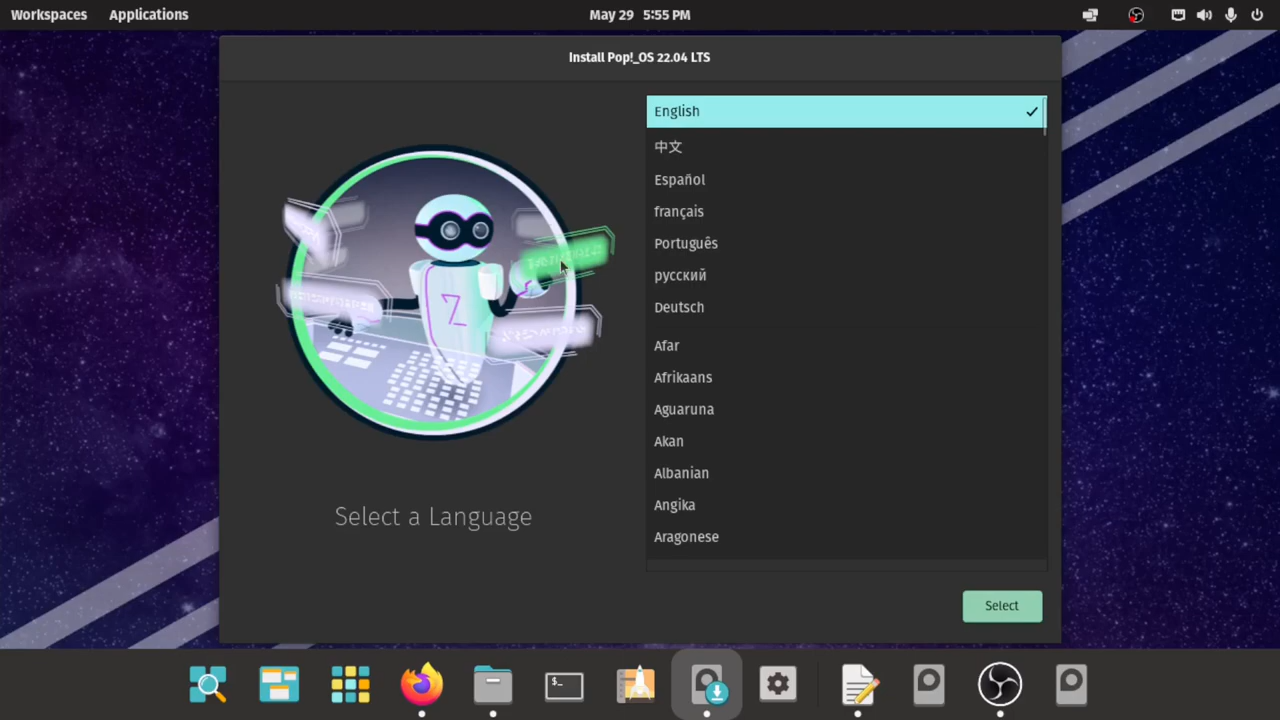 Workspaces Applications May 29 5:55 PM
Install Pop!_OS 22.04 LTS
English
中文
Español
français
Português
русский
Deutsch
Afar
Afrikaans
Aguaruna
Akan
Albanian
Angika
Aragonese
Select a Language
Select